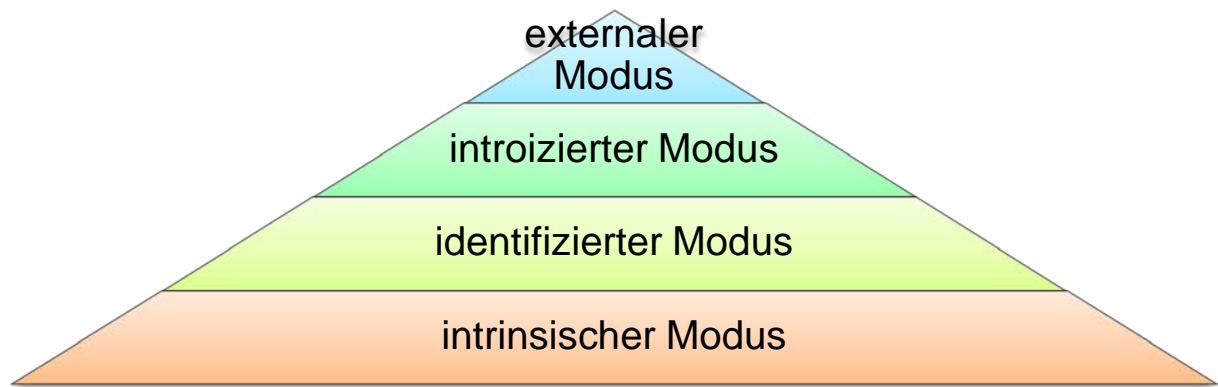 externaler
Modus
introizierter Modus
identifizierter Modus
intrinsischer Modus